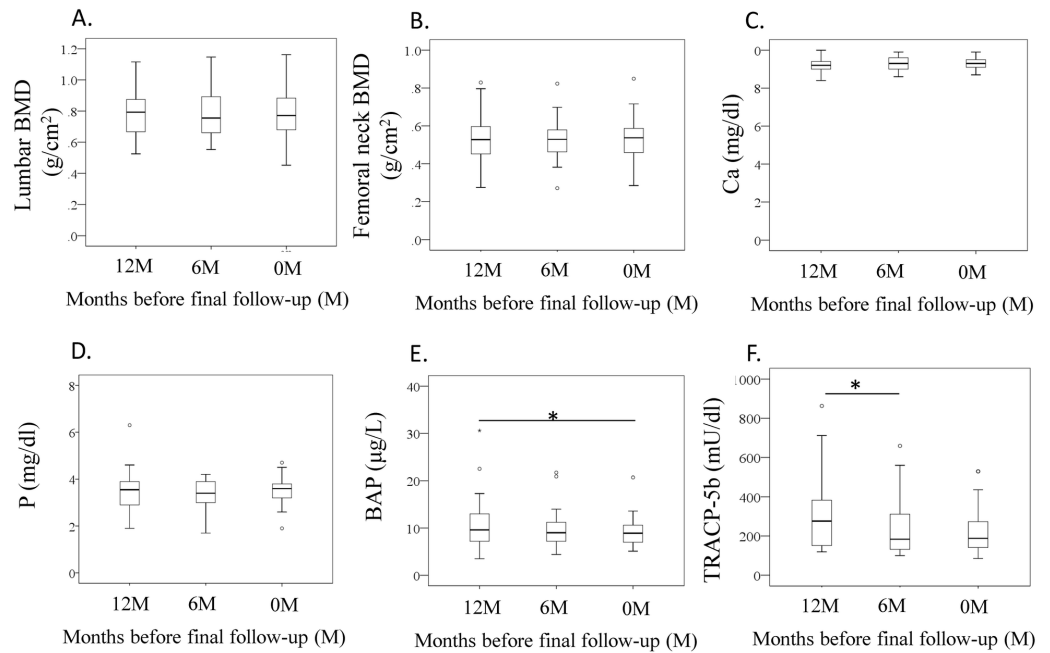 A.
Lumbar BMD
(g/cm²)
1.2
1.0
.8
.6
.4
.2
.0
12M 6M 0M
Months before final follow-up (M)
B.
Femoral neck BMD
(g/cm²)
1.0
.8
.6
.4
.2
.0
12M 6M 0M
Months before final follow-up (M)
C.
Ca (mg/dl)
0
8
6
4
2
0
12M 6M 0M
Months before final follow-up (M)
D.
P (mg/dl)
8
6
4
2
0
12M 6M 0M
Months before final follow-up (M)
E.
BAP (µg/L)
40
30
20
10
0
*
12M 6M 0M
Months before final follow-up (M)
F.
TRACP-5b (mU/dl)
000
800
600
400
200
0
*
12M 6M 0M
Months before final follow-up (M)